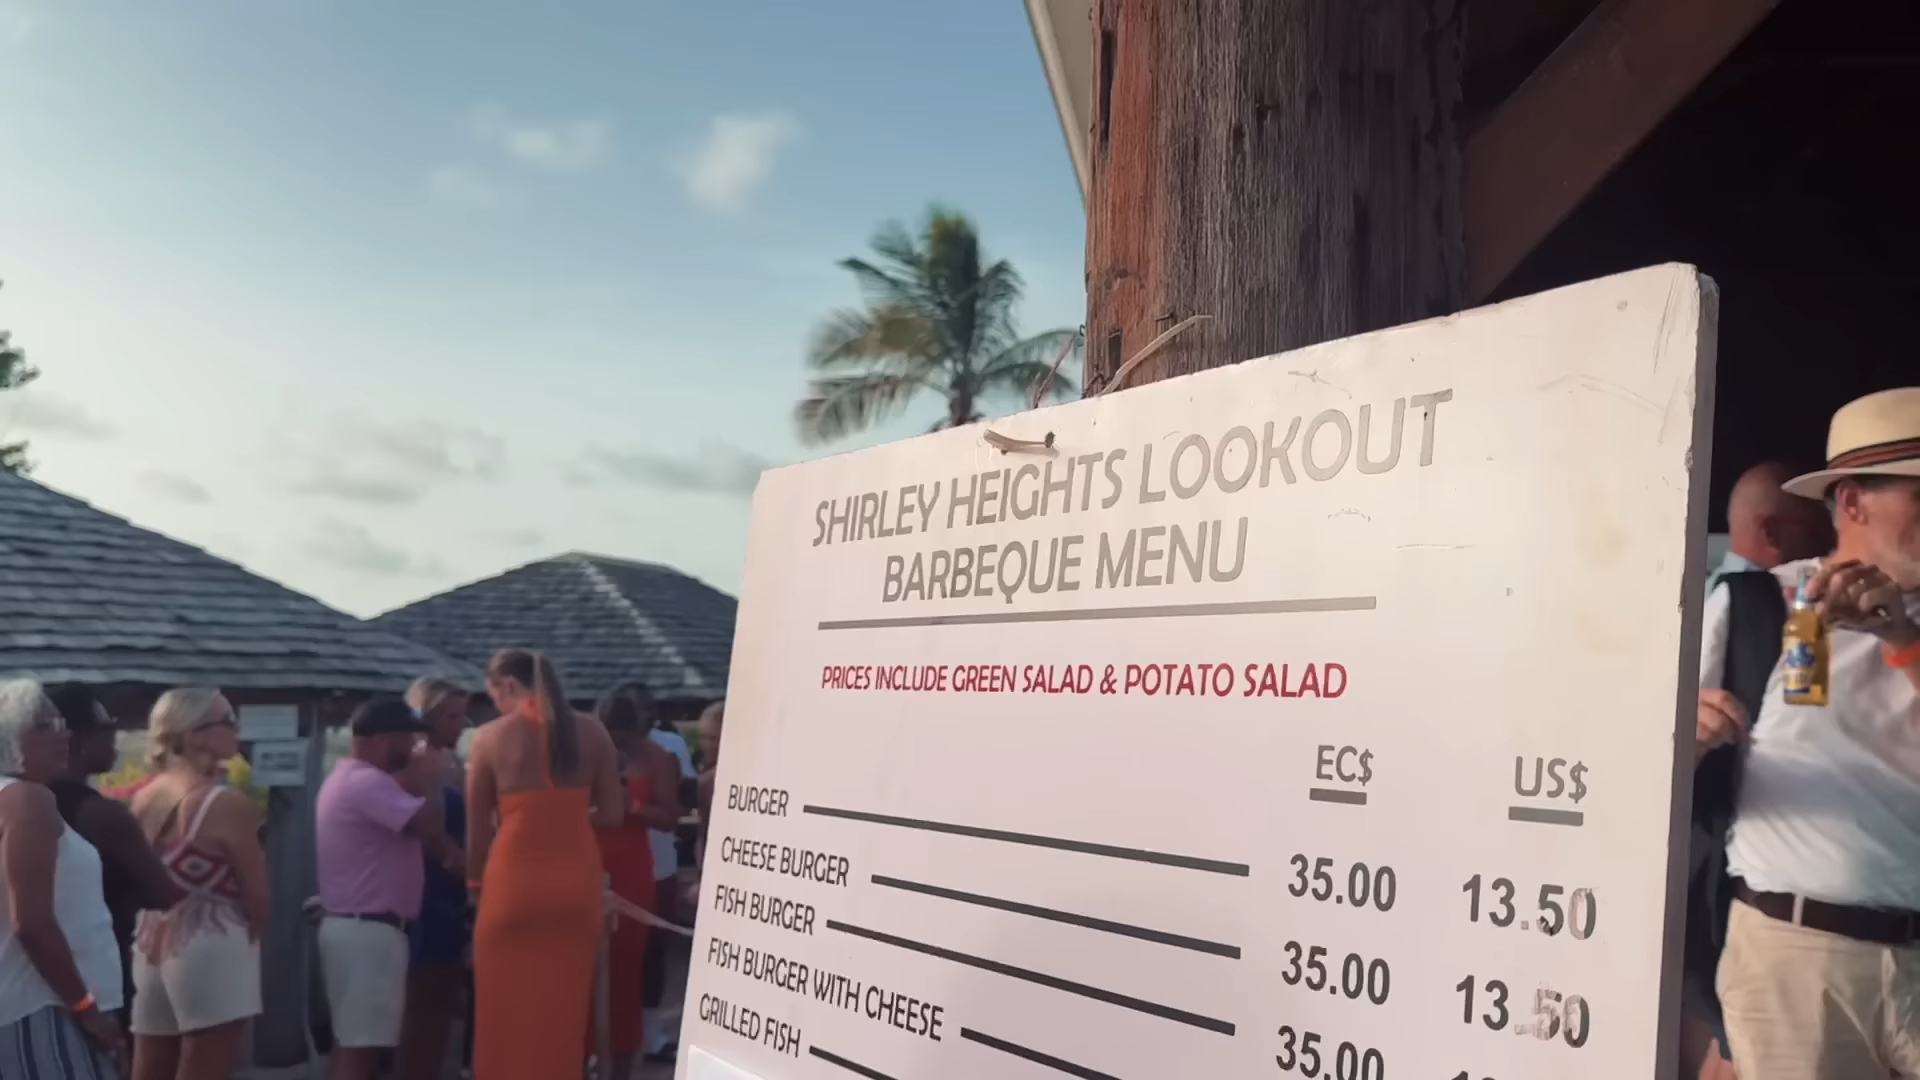 SHIRLEY HEIGHTS LOOKOUT
BARBEQUE MENU
PRICES INCLUDE GREEN SALAD & POTATO SALAD
EC$ US$
BURGER 35.00 13.50
CHEESE BURGER 35.00 13.50
FISH BURGER 35.00
FISH BURGER WITH CHEESE
GRILLED FISH